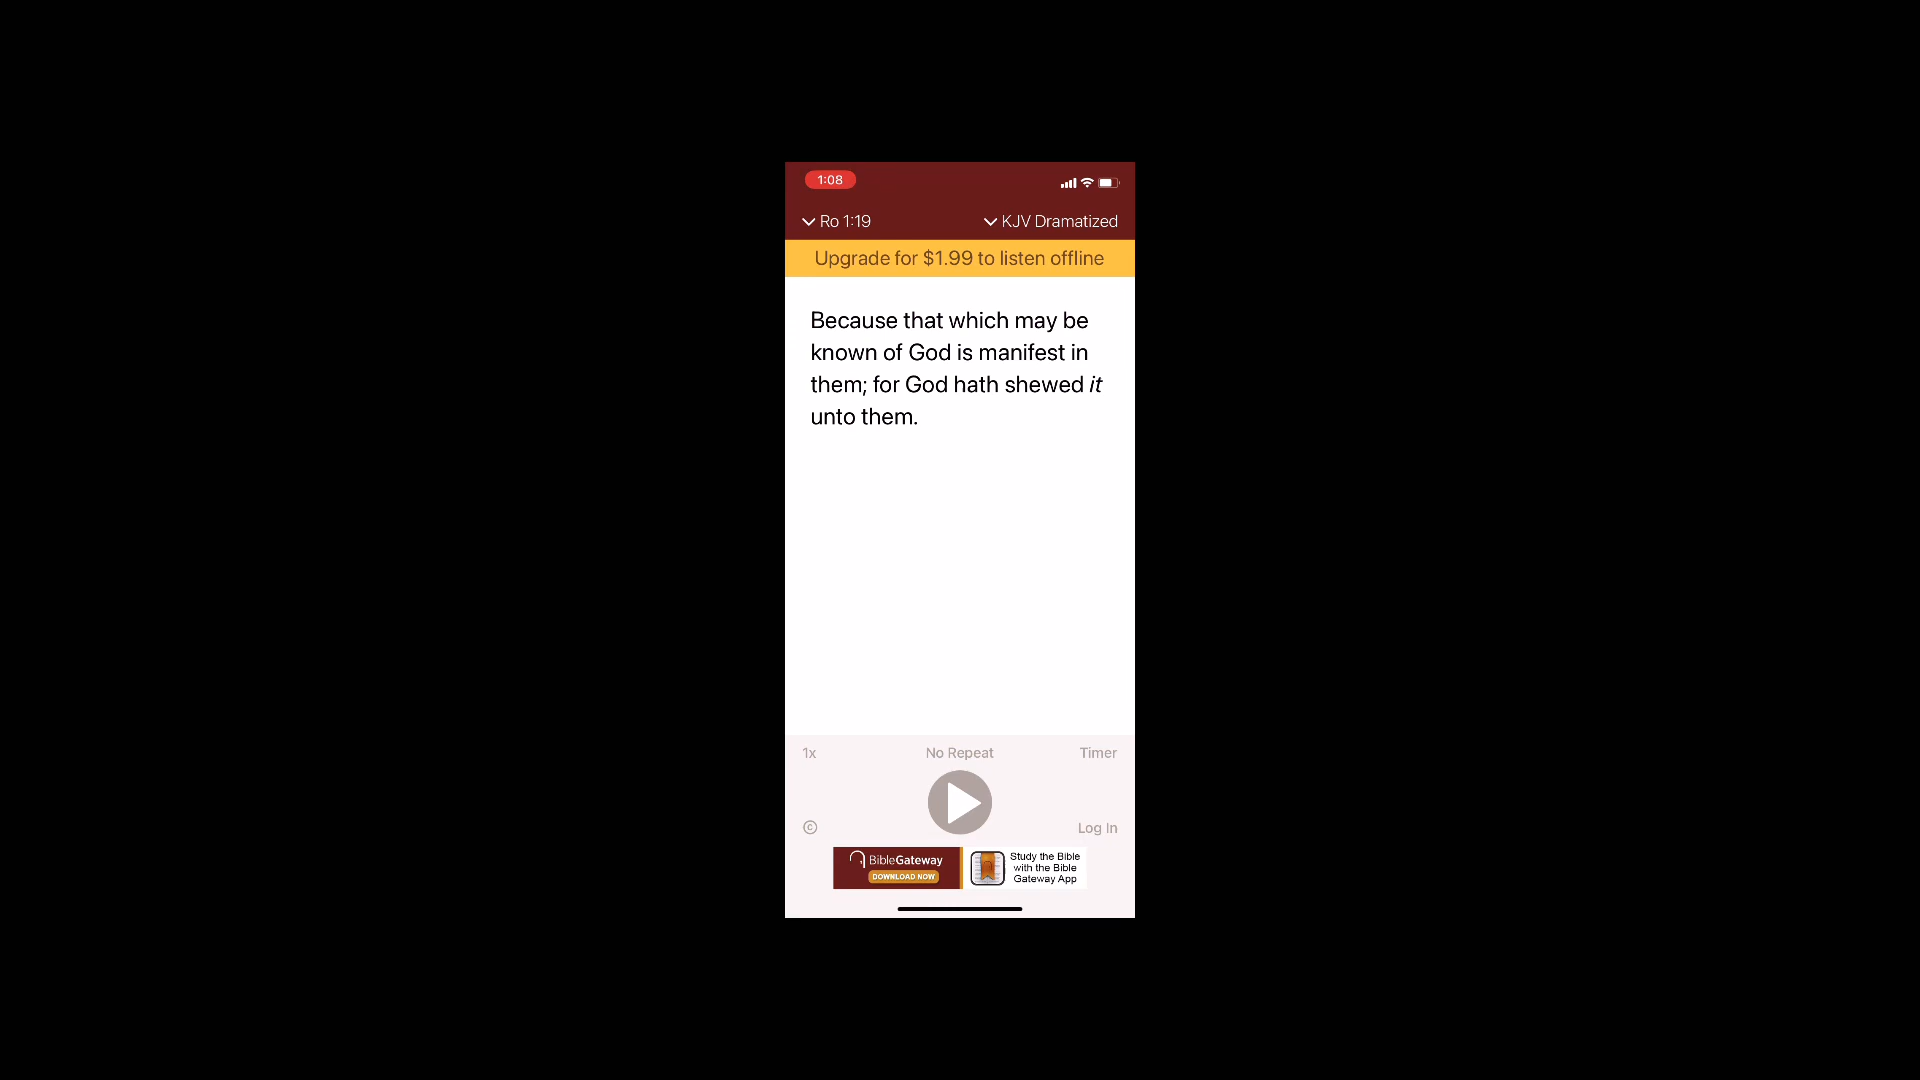 1:08
Ro 1:19 KJV Dramatized
Upgrade for $1.99 to listen offline
Because that which may be
known of God is manifest in
them; for God hath shewed it
unto them.
1x No Repeat Timer
© Log In
BibleGateway
DOWNLOAD NOW
Study the Bible
with the Bible
Gateway App